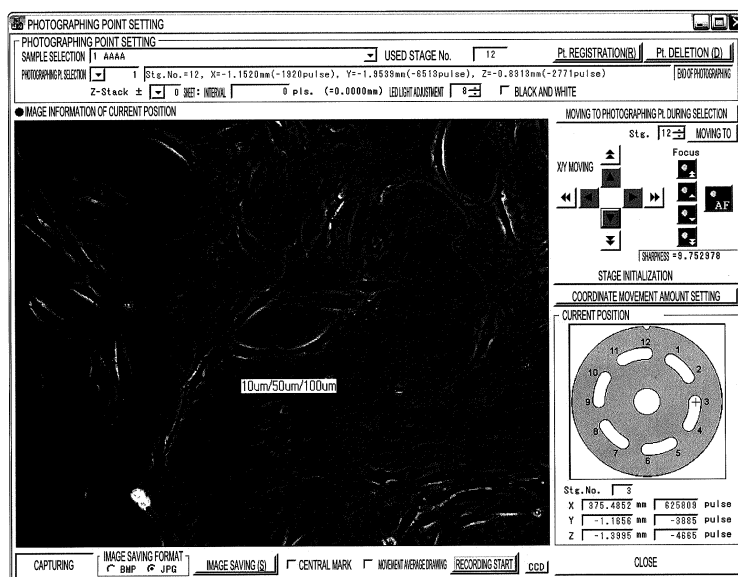 PHOTOGRAPHING POINT SETTING
PHOTOGRAPHING POINT SETTING
SAMPLE SELECTION 1 AAAA USED STAGE No. 12 Pt. REGISTRATION(R) Pt. DELETION (D)
PHOTOGRAPHING Pt. SELECTION 1 Stg.No.=12, X=-1.1520mm(-1920pulse), Y=-1.9539mm(-6513pulse), Z=-0.8313mm(-2771pulse) END OF PHOTOGRAPHING
Z-Stack ± 0 SHEET: INTERVAL 0 pls. (=0.0000mm) LED LIGHT ADJUSTMENT 8 BLACK AND WHITE
●IMAGE INFORMATION OF CURRENT POSITION
MOVING TO PHOTOGRAPHING Pt. DURING SELECTION
Stg. 12 MOVING TO
X/Y MOVING Focus
AF
SHARPNESS =9.752978
STAGE INITIALIZATION
COORDINATE MOVEMENT AMOUNT SETTING
CURRENT POSITION
12
11 1
10 2
9 3
8 4
7 6 5
10um/50um/100um
Stg.No. 3
X 375.4852 mm 625809 pulse
Y -1.1656 mm -3885 pulse
Z -1.3995 mm -4665 pulse
CAPTURING IMAGE SAVING FORMAT BMP JPG IMAGE SAVING (S) CENTRAL MARK MOVEMENT AVERAGE DRAWING RECORDING START CCD CLOSE